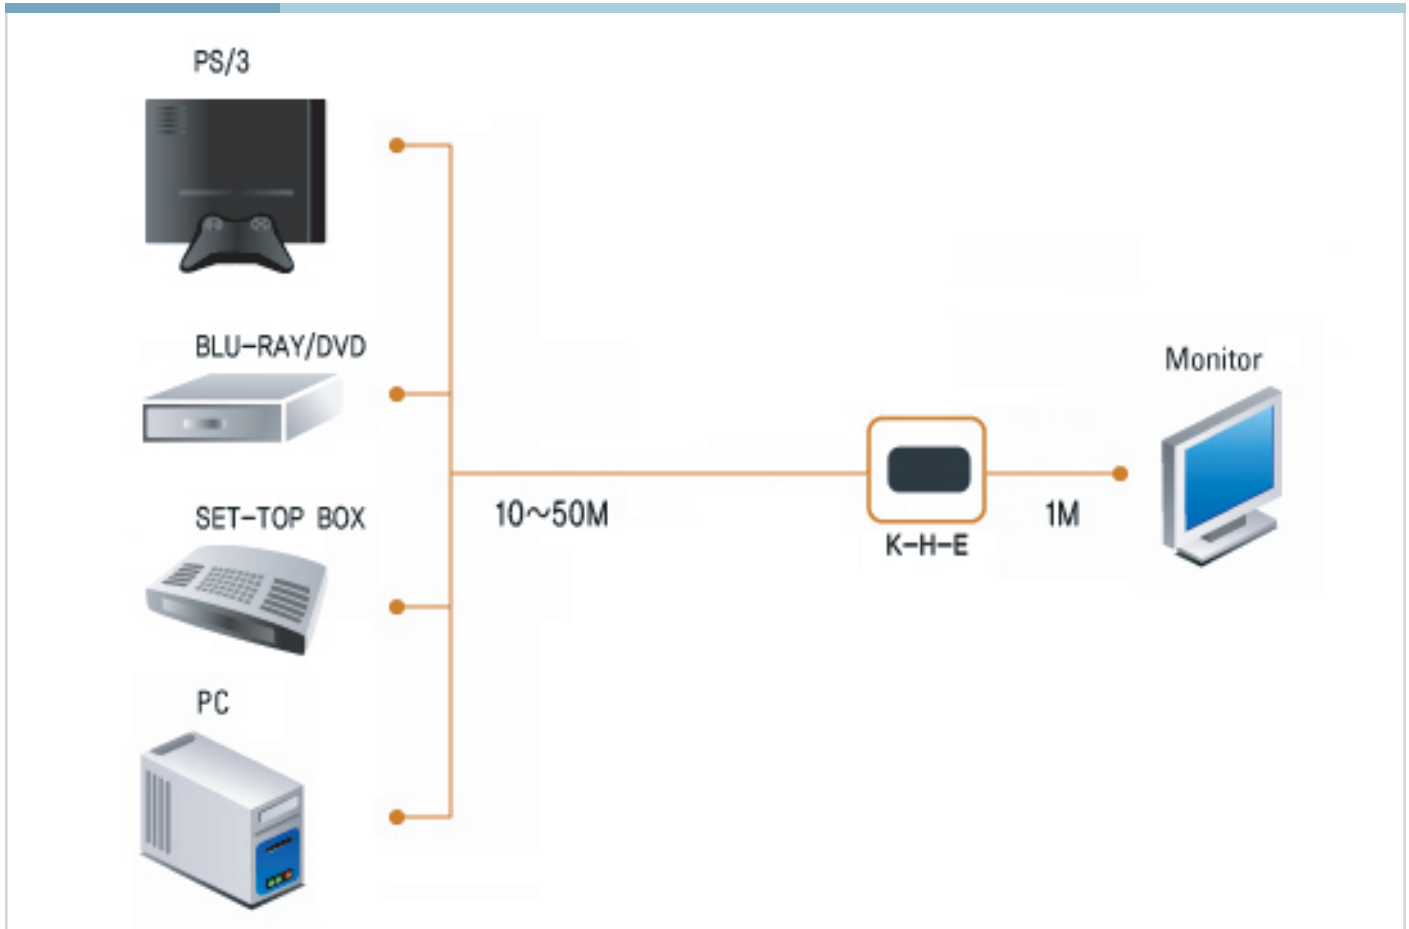 PS/3
BLU-RAY/DVD
SET-TOP BOX
PC
10~50M
K-H-E
1M
Monitor